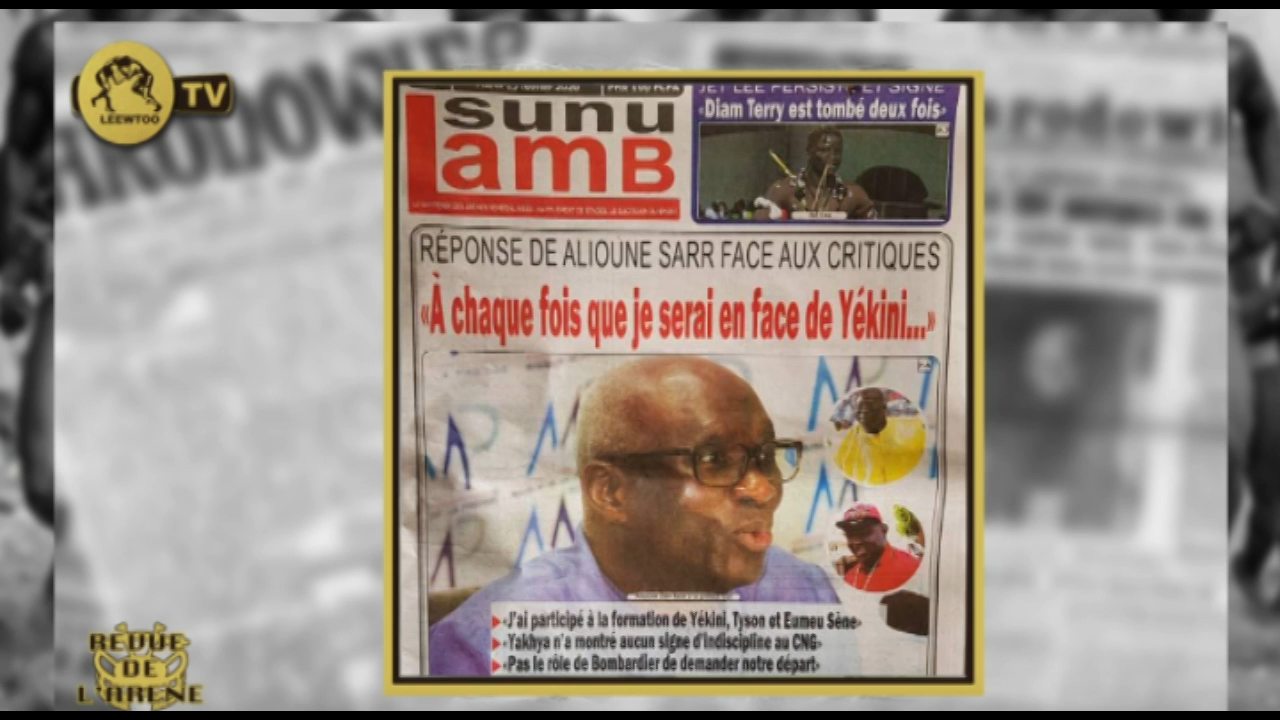 LEEWTOO
TV
sunu
Lamb
JET LEE PERSISTE ET SIGNE
«Diam Terry est tombé deux fois»
RÉPONSE DE ALIOUNE SARR FACE AUX CRITIQUES
«À chaque fois que je serai en face de Yékini...»
«J'ai participé à la formation de Yékini, Tyson et Eumeu Sène»
«Yakhya n'a montré aucun signe d'indiscipline au CNG»
«Pas le rôle de Bombardier de demander notre départ»
REVUE
DE
L'ARENE